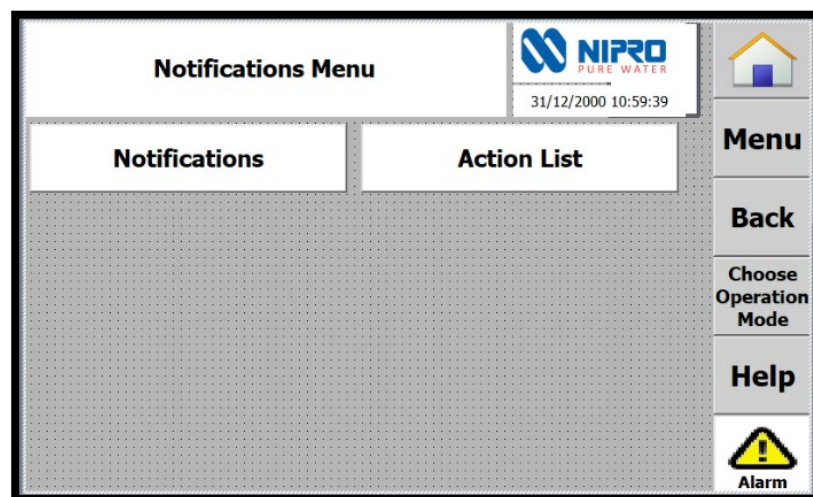 Notifications Menu
NIPRO
PURE WATER
31/12/2000 10:59:39
Notifications
Action List
Menu
Back
Choose
Operation
Mode
Help
Alarm